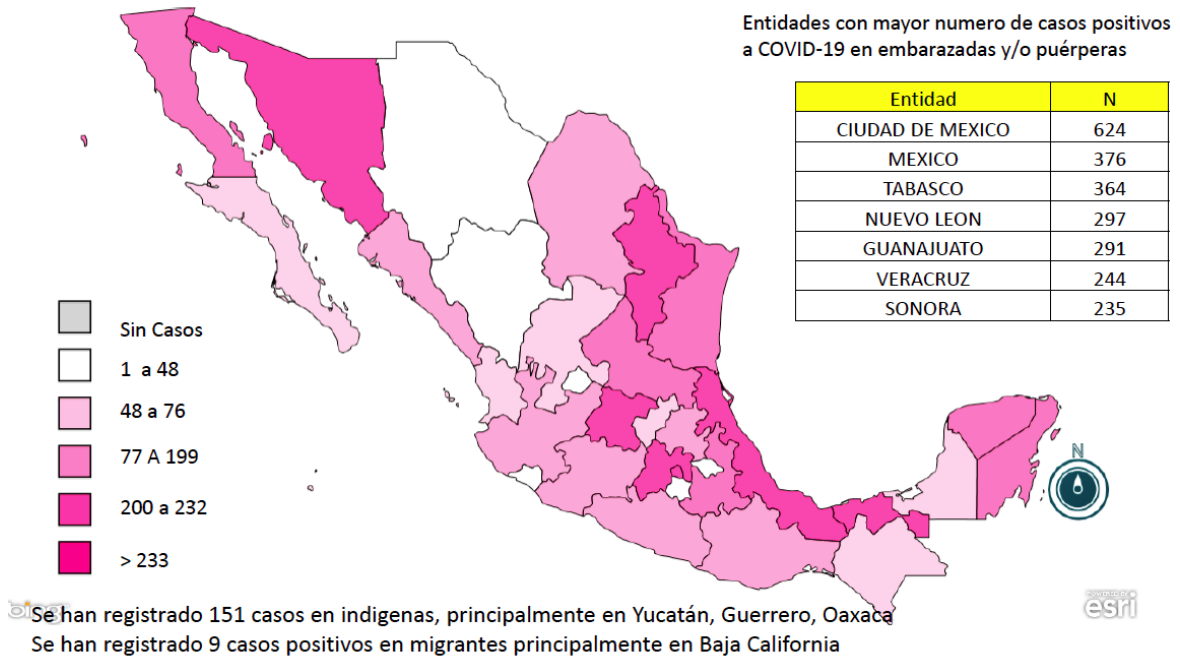 Entidades con mayor numero de casos positivos
a COVID-19 en embarazadas y/o puérperas
Entidad N
CIUDAD DE MEXICO 624
MEXICO 376
TABASCO 364
NUEVO LEON 297
GUANAJUATO 291
VERACRUZ 244
SONORA 235
Sin Casos
1 a 48
48 a 76
77 A 199
200 a 232
> 233
N
bing
esri
Se han registrado 151 casos en indigenas, principalmente en Yucatán, Guerrero, Oaxaca
Se han registrado 9 casos positivos en migrantes principalmente en Baja California